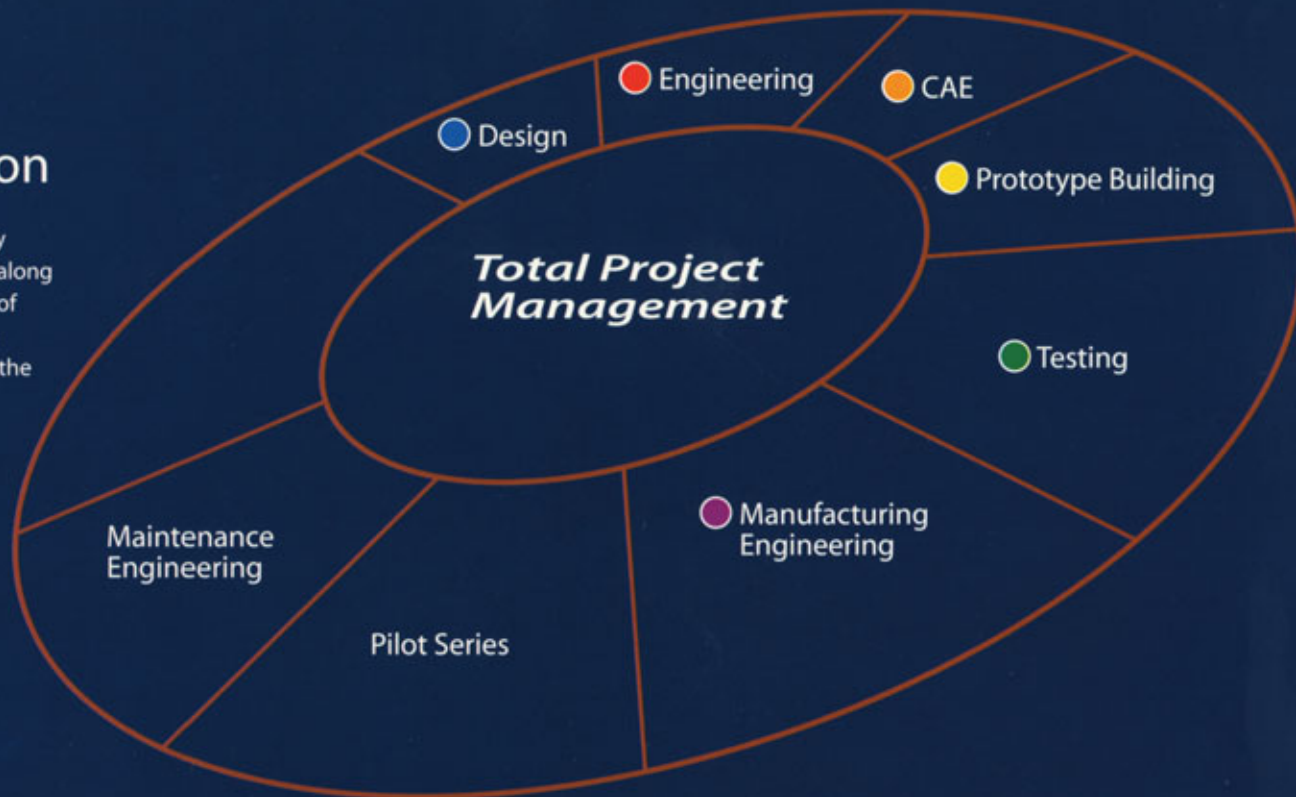 on
y
along
of
the
Design
Engineering
CAE
Prototype Building
Total Project
Management
Testing
Manufacturing
Engineering
Pilot Series
Maintenance
Engineering